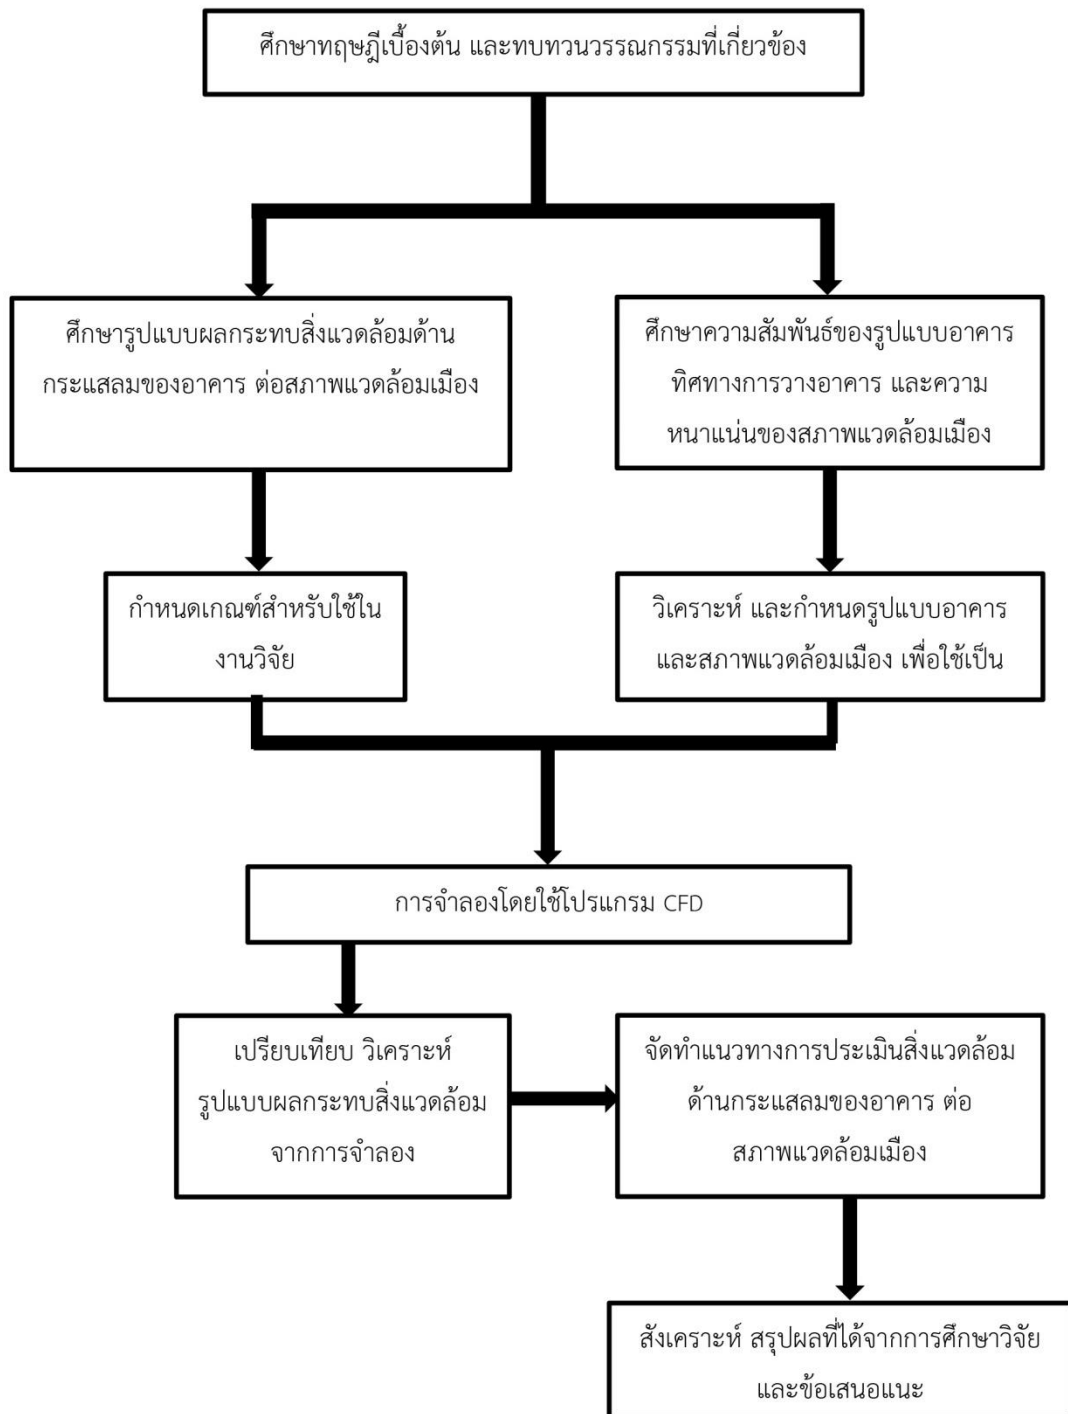 ศึกษาทฤษฎีเบื้องต้น และทบทวนวรรณกรรมที่เกี่ยวข้อง
ศึกษารูปแบบผลกระทบสิ่งแวดล้อมด้าน
กระแสลมของอาคาร ต่อสภาพแวดล้อมเมือง
ศึกษาความสัมพันธ์ของรูปแบบอาคาร
ทิศทางการวางอาคาร และความ
หนาแน่นของสภาพแวดล้อมเมือง
กำหนดเกณฑ์สำหรับใช้ใน
งานวิจัย
วิเคราะห์ และกำหนดรูปแบบอาคาร
และสภาพแวดล้อมเมือง เพื่อใช้เป็น
การจำลองโดยใช้โปรแกรม CFD
เปรียบเทียบ วิเคราะห์
รูปแบบผลกระทบสิ่งแวดล้อม
จากการจำลอง
จัดทำแนวทางการประเมินสิ่งแวดล้อม
ด้านกระแสลมของอาคาร ต่อ
สภาพแวดล้อมเมือง
สังเคราะห์ สรุปผลที่ได้จากการศึกษาวิจัย
และข้อเสนอแนะ